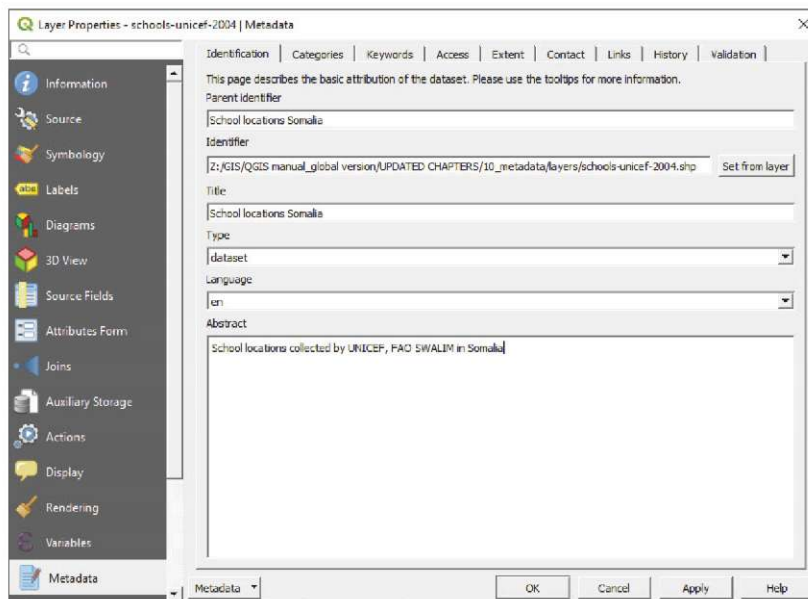 Layer Properties - schools-unicef-2004 | Metadata
Information
Source
Symbology
abc Labels
Diagrams
3D View
Source Fields
Attributes Form
Joins
Auxiliary Storage
Actions
Display
Rendering
Variables
Metadata
Identification Categories Keywords Access Extent Contact Links History Validation
This page describes the basic attribution of the dataset. Please use the tooltips for more information.
Parent identifier
School locations Somalia
Identifier
Z:/GIS/QGIS manual_global version/UPDATED CHAPTERS/10_metadata/layers/schools-unicef-2004.shp Set from layer
Title
School locations Somalia
Type
dataset
Language
en
Abstract
School locations collected by UNICEF, FAO SWALIM in Somalia
Metadata OK Cancel Apply Help